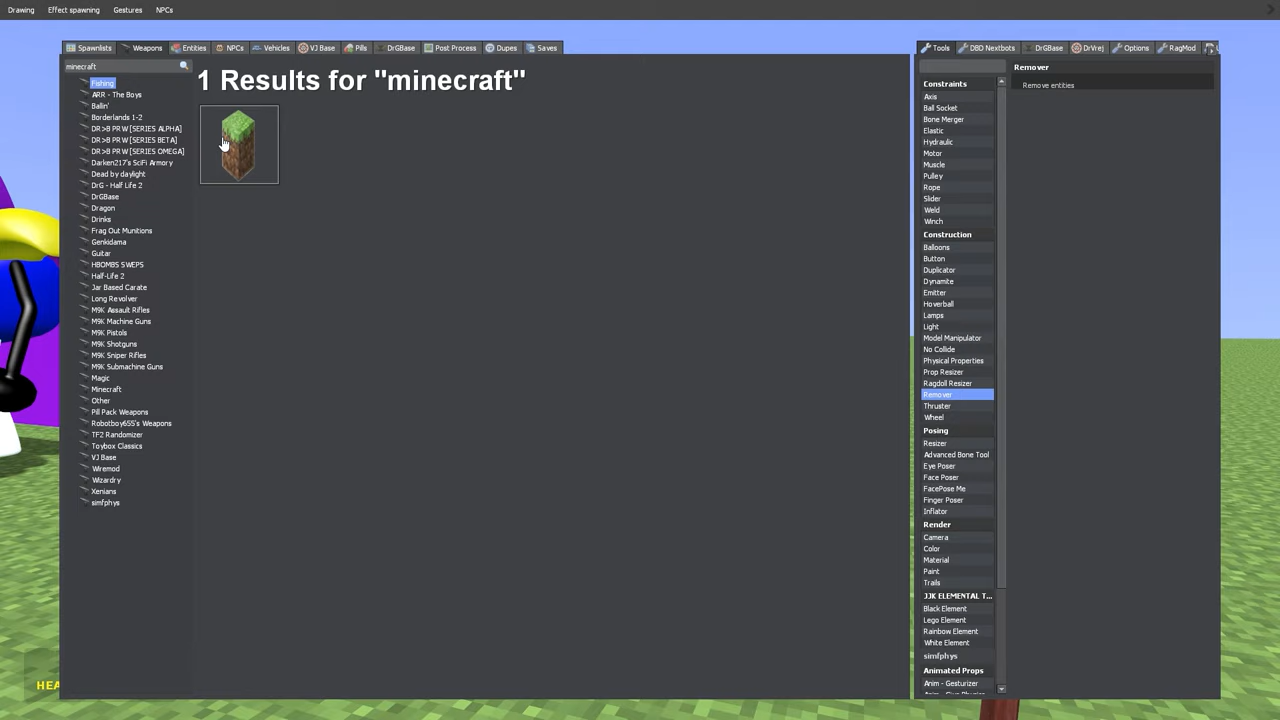 Drawing Effect spawning Gestures NPCs
Spawnlists Weapons Entities NPCs Vehicles VJ Base Pills DrGBase Post Process Dupes Saves
minecraft
1 Results for "minecraft"
Fishing
ARR - The Boys
Ballin'
Borderlands 1-2
DR>B PRW [SERIES ALPHA]
DR>B PRW [SERIES BETA]
DR>B PRW [SERIES OMEGA]
Darken217's SciFi Armory
Dead by daylight
DrG - Half Life 2
DrGBase
Dragon
Drinks
Frag Out Munitions
Genkidama
Guitar
HBOMBS SWEPS
Half-Life 2
Jar Based Carate
Long Revolver
M9K Assault Rifles
M9K Machine Guns
M9K Pistols
M9K Shotguns
M9K Sniper Rifles
M9K Submachine Guns
Magic
Minecraft
Other
Pill Pack Weapons
Robotboy655's Weapons
TF2 Randomizer
Toybox Classics
VJ Base
Wiremod
Wizardry
Xenians
simfphys
HEA
Tools DBD Nextbots DrGBase DrVrej Options RagMod
Constraints
Axis
Ball Socket
Bone Merger
Elastic
Hydraulic
Motor
Muscle
Pulley
Rope
Slider
Weld
Winch
Construction
Balloons
Button
Duplicator
Dynamite
Emitter
Hoverball
Lamps
Light
Model Manipulator
No Collide
Physical Properties
Prop Resizer
Ragdoll Resizer
Remover
Thruster
Wheel
Posing
Resizer
Advanced Bone Tool
Eye Poser
Face Poser
FacePose Me
Finger Poser
Inflator
Render
Camera
Color
Material
Paint
Trails
JJK ELEMENTAL T...
Black Element
Lego Element
Rainbow Element
White Element
simfphys
Animated Props
Anim - Gesturizer
Remover
Remove entities